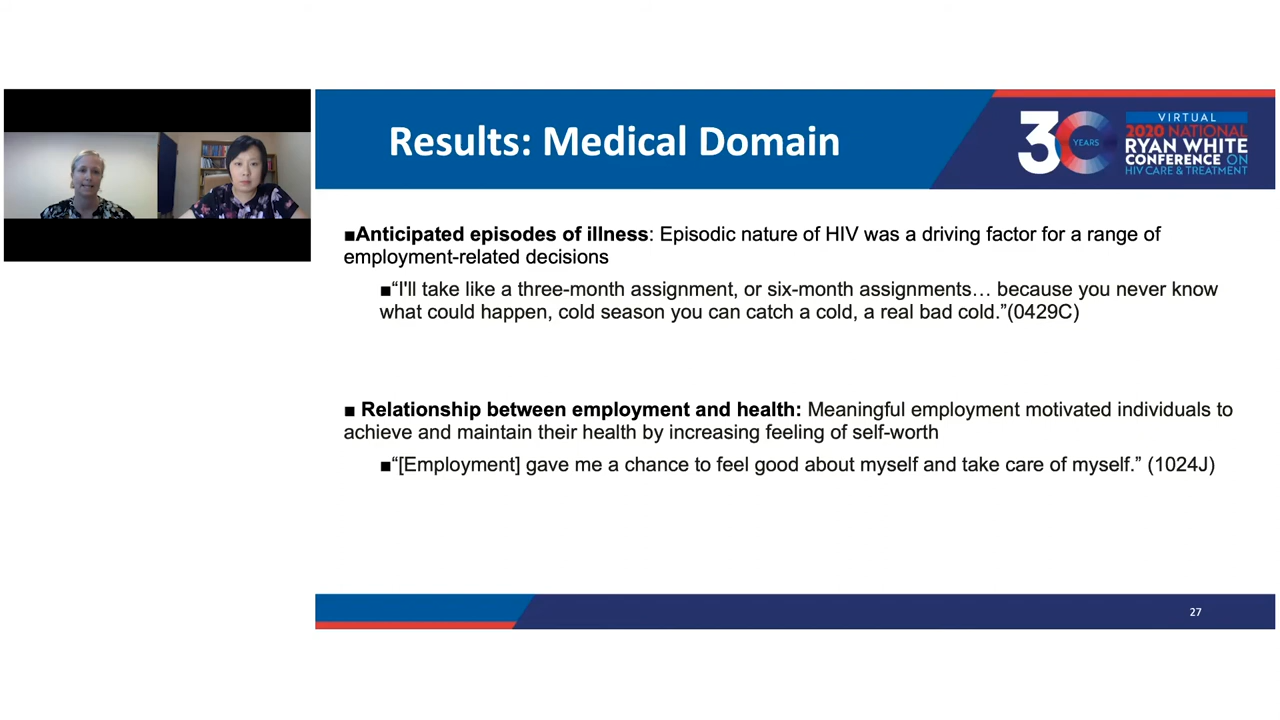 Results: Medical Domain
30 YEARS
VIRTUAL
2020 NATIONAL
RYAN WHITE
CONFERENCE ON
HIV CARE & TREATMENT
■Anticipated episodes of illness: Episodic nature of HIV was a driving factor for a range of
employment-related decisions
■“I'll take like a three-month assignment, or six-month assignments… because you never know
what could happen, cold season you can catch a cold, a real bad cold.”(0429C)
■ Relationship between employment and health: Meaningful employment motivated individuals to
achieve and maintain their health by increasing feeling of self-worth
■“[Employment] gave me a chance to feel good about myself and take care of myself.” (1024J)
27